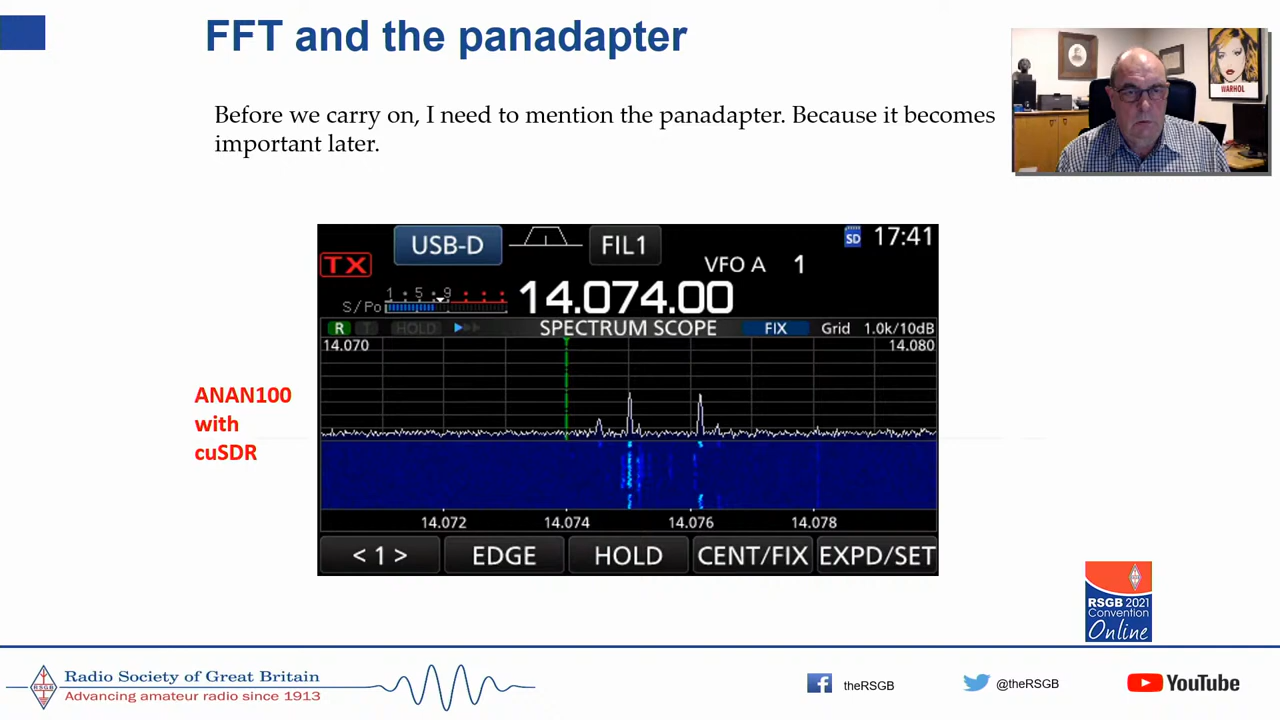 FFT and the panadapter
Before we carry on, I need to mention the panadapter. Because it becomes
important later.
WARHOL
USB-D
FIL1
SD 17:41
TX
VFO A 1
1 5 9
S/Po
14.074.00
R T HOLD
SPECTRUM SCOPE
FIX
Grid 1.0k/10dB
14.070
14.080
ANAN100
with
cuSDR
14.072 14.074 14.076 14.078
< 1 > EDGE HOLD CENT/FIX EXPD/SET
RSGB 2021
Convention
Online
RSGB
Radio Society of Great Britain
Advancing amateur radio since 1913
theRSGB
@theRSGB
YouTube